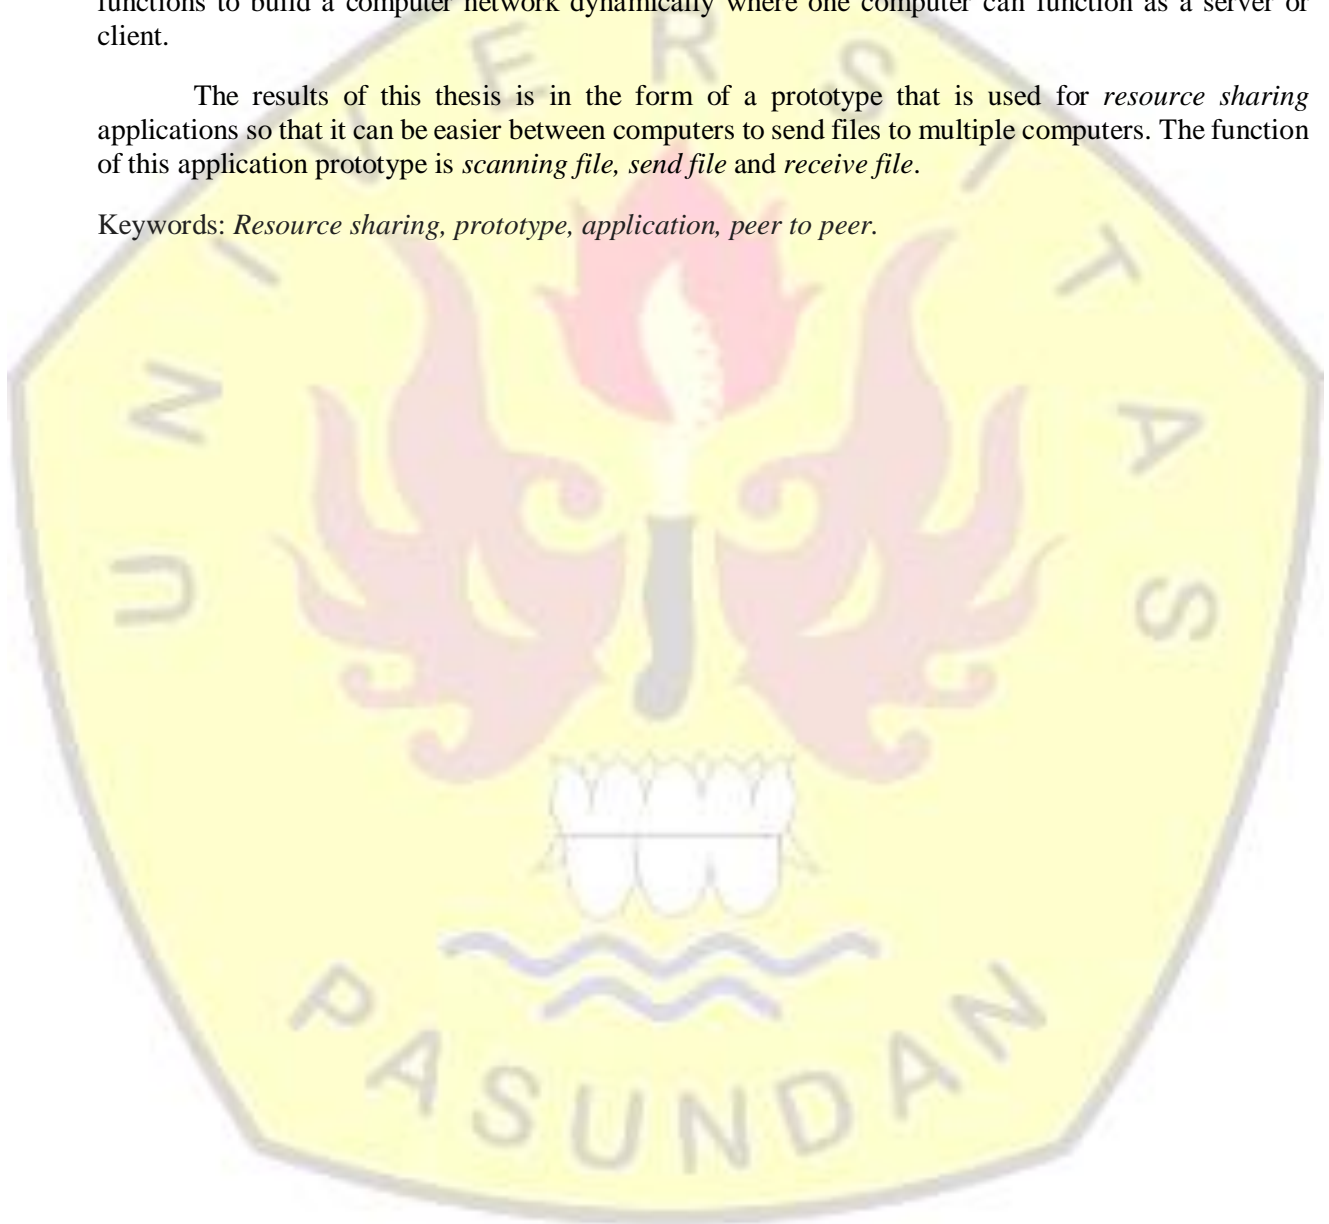 functions to build a computer network dynamically where one computer can function as a server or
client.
The results of this thesis is in the form of a prototype that is used for resource sharing
applications so that it can be easier between computers to send files to multiple computers. The function
of this application prototype is scanning file, send file and receive file.
Keywords: Resource sharing, prototype, application, peer to peer.
UNIVERSITAS
PASUNDAN